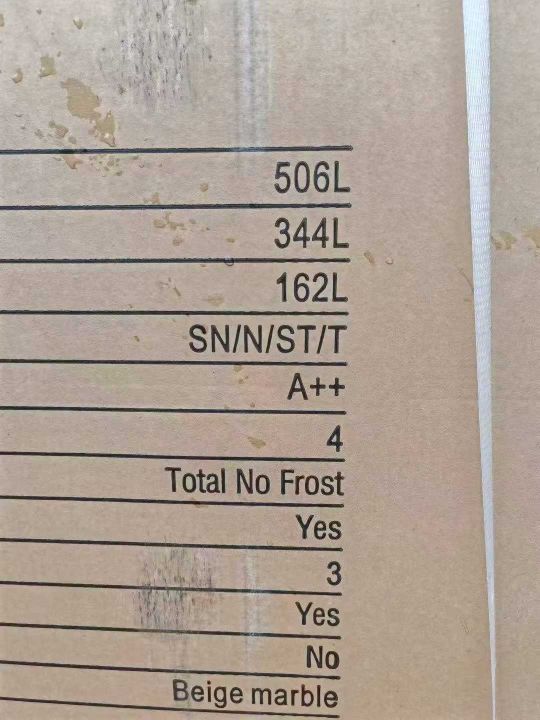 506L
344L
162L
SN/N/ST/T
A++
4
Total No Frost
Yes
3
Yes
No
Beige marble